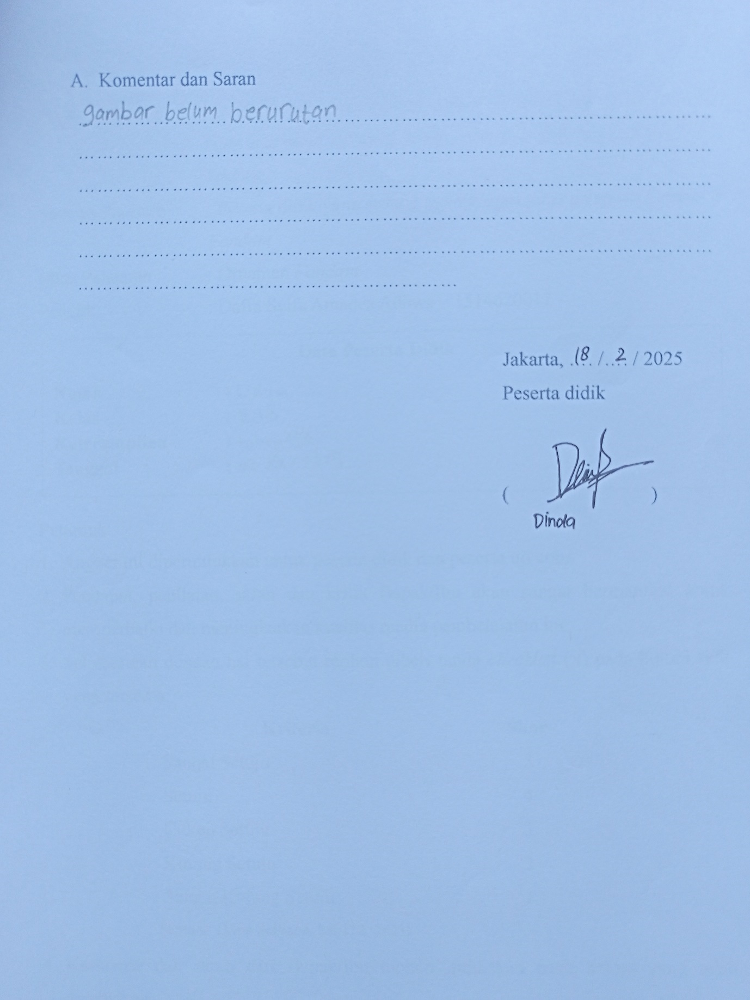 A. Komentar dan Saran
gambar belum berurutan
Jakarta, 18 / 2 / 2025
Peserta didik
( )
Dinda